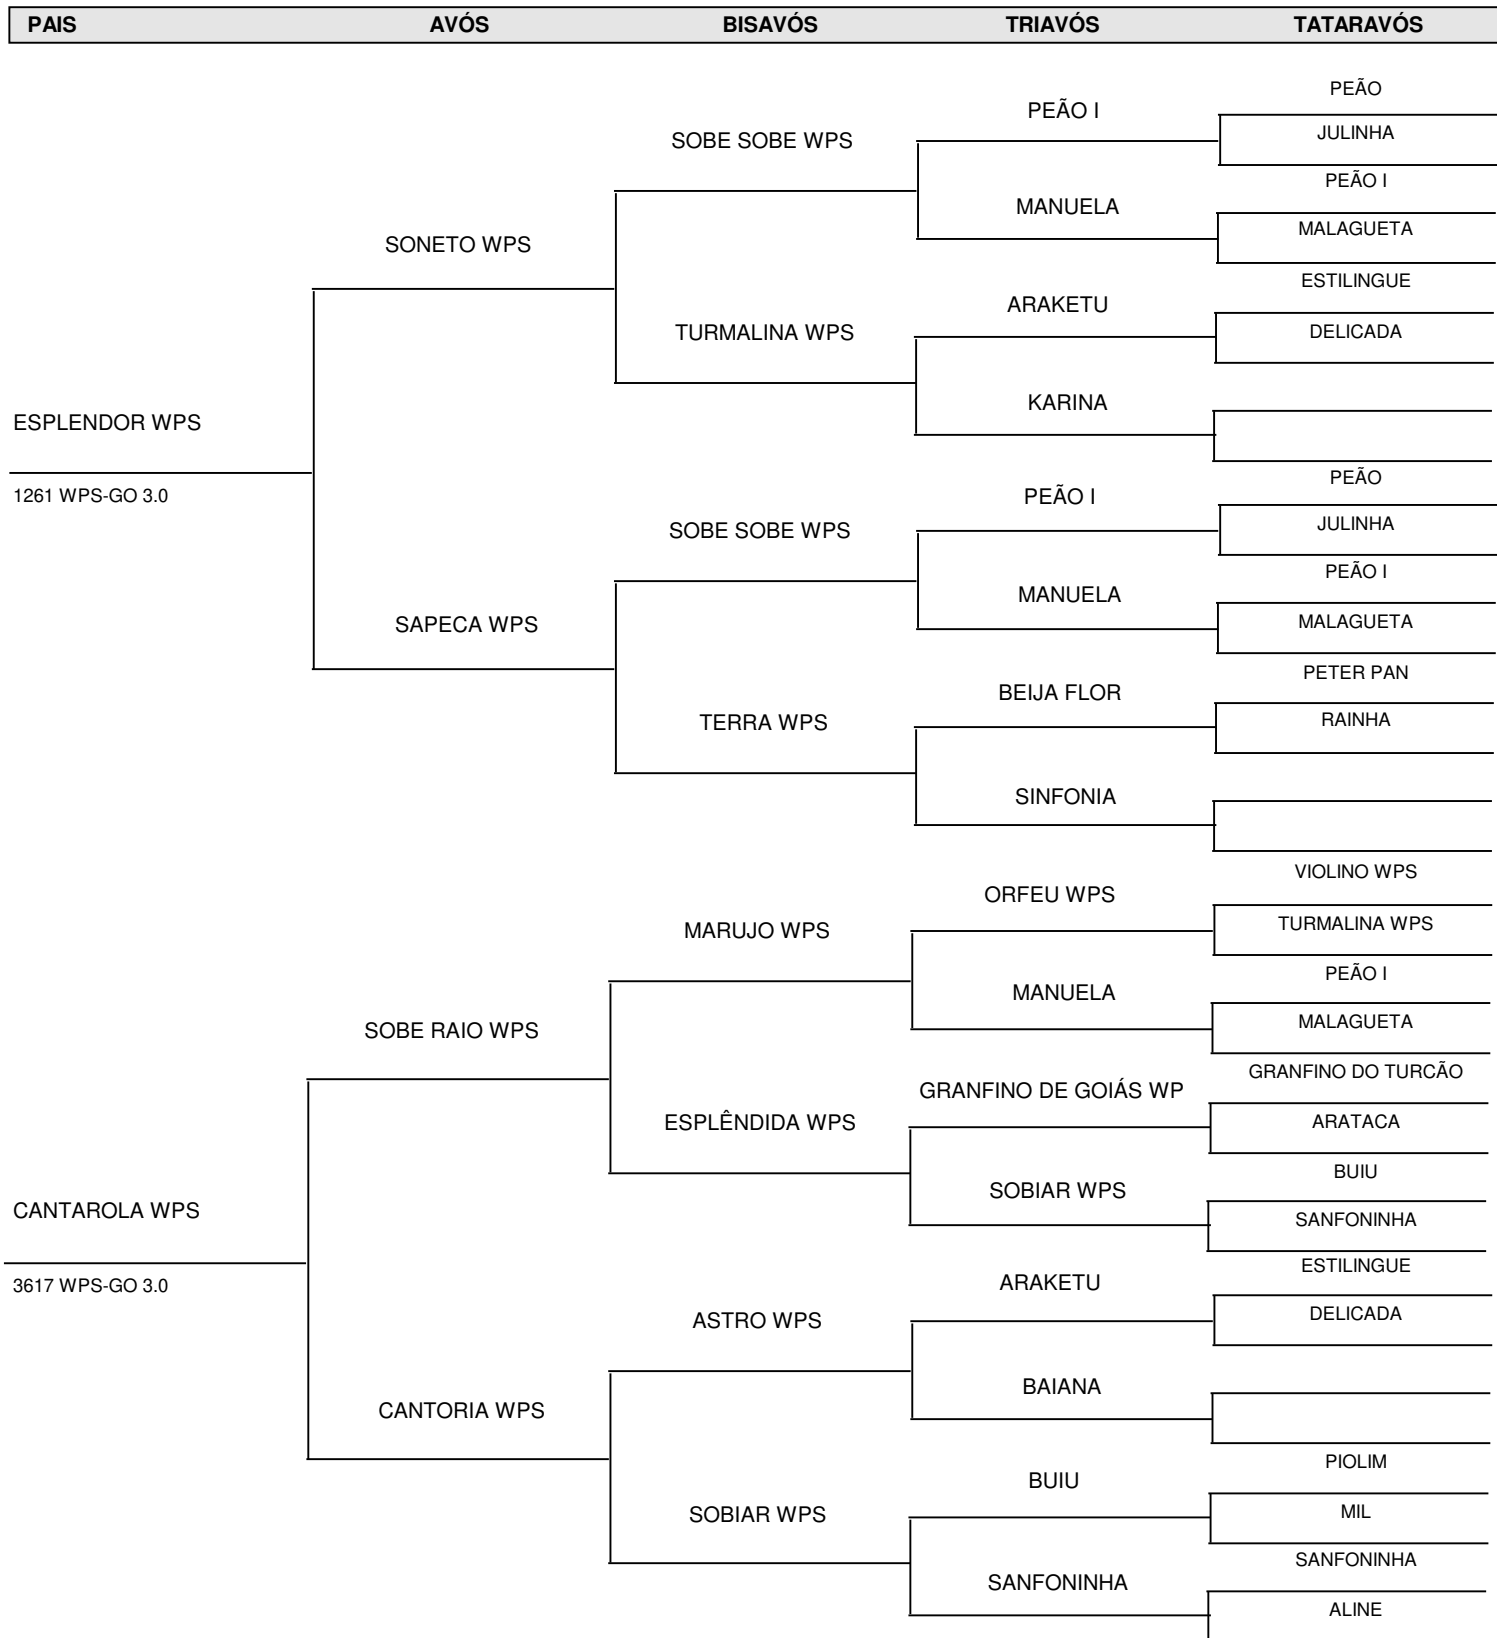 PAIS AVÓS BISAVÓS TRIAVÓS TATARAVÓS
PEÃO
PEÃO I
JULINHA
SOBE SOBE WPS
PEÃO I
MANUELA
MALAGUETA
SONETO WPS
ESTILINGUE
ARAKETU
DELICADA
TURMALINA WPS
KARINA
ESPLENDOR WPS
PEÃO
1261 WPS-GO 3.0
PEÃO I
JULINHA
SOBE SOBE WPS
PEÃO I
MANUELA
MALAGUETA
SAPECA WPS
PETER PAN
BEIJA FLOR
RAINHA
TERRA WPS
SINFONIA
VIOLINO WPS
ORFEU WPS
TURMALINA WPS
MARUJO WPS
PEÃO I
MANUELA
MALAGUETA
SOBE RAIO WPS
GRANFINO DO TURCÃO
GRANFINO DE GOIÁS WP
ARATACA
ESPLÊNDIDA WPS
BUIU
SOBIAR WPS
CANTAROLA WPS
SANFONINHA
ESTILINGUE
3617 WPS-GO 3.0
ARAKETU
DELICADA
ASTRO WPS
BAIANA
CANTORIA WPS
PIOLIM
BUIU
MIL
SOBIAR WPS
SANFONINHA
SANFONINHA
ALINE